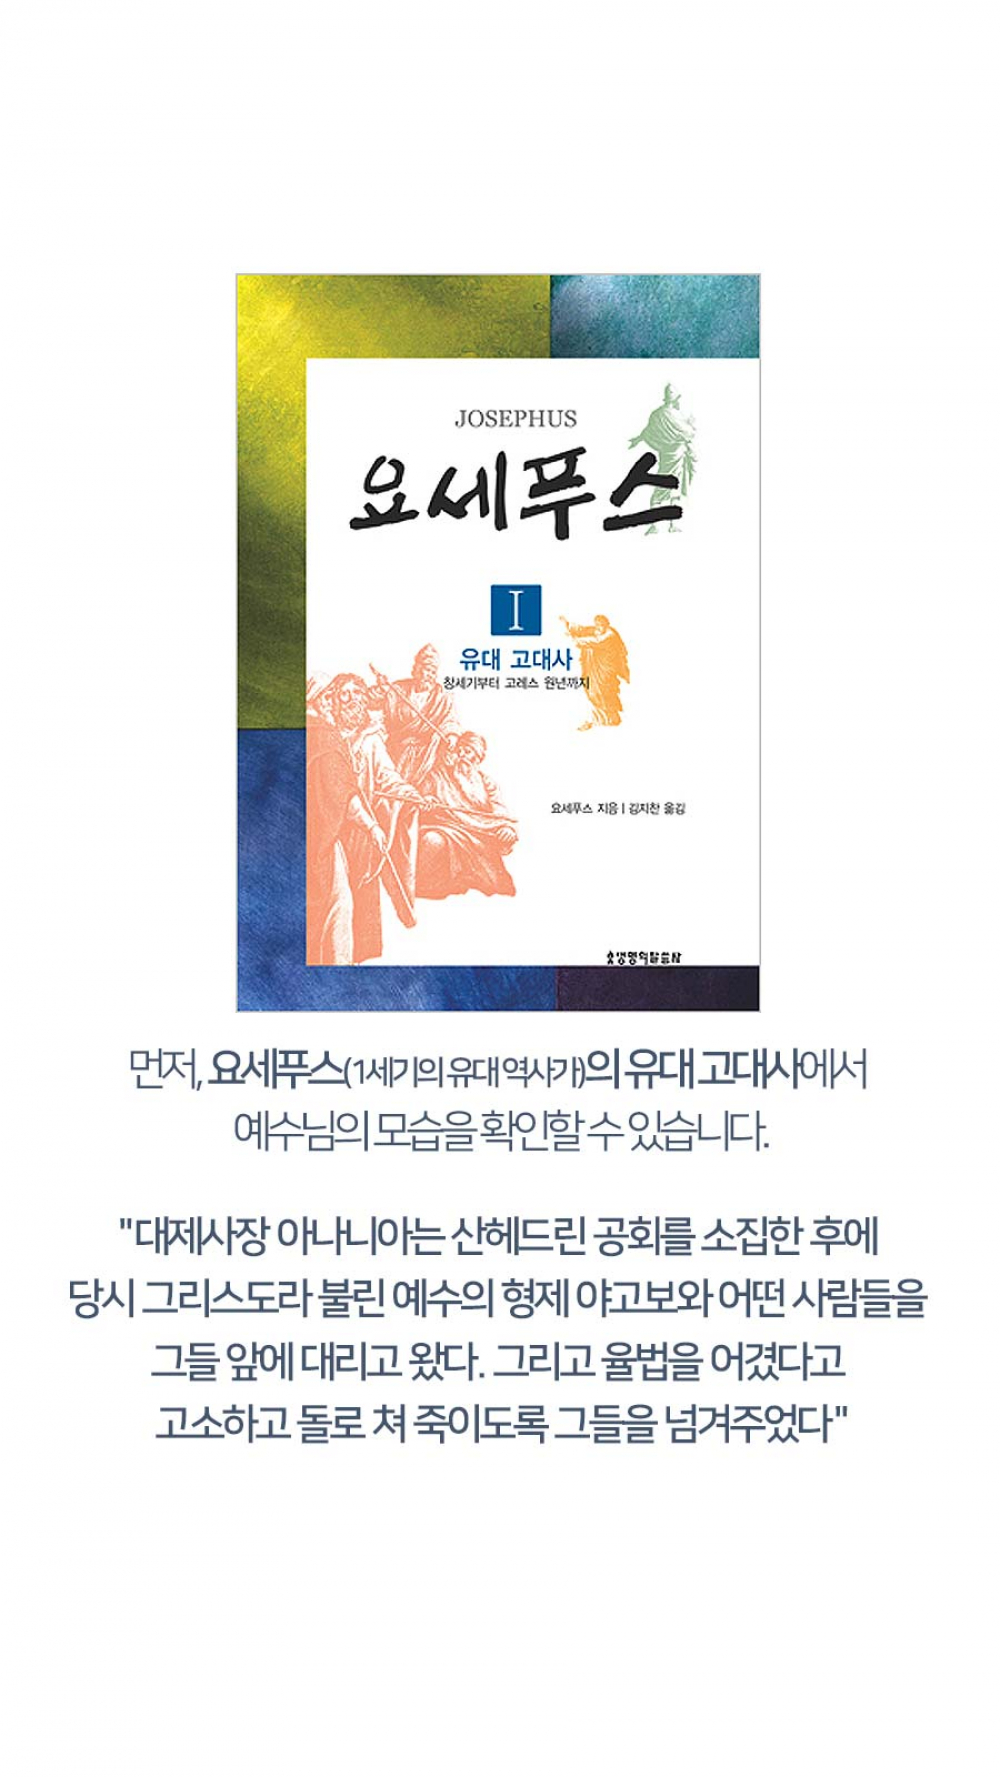 JOSEPHUS
요세푸스
I
유대 고대사
창세기부터 고레스 원년까지
요세푸스 지음 | 김지찬 옮김
생명의말씀사
먼저, 요세푸스(1세기의 유대 역사가)의 유대 고대사에서
예수님의 모습을 확인할 수 있습니다.
"대제사장 아나니아는 산헤드린 공회를 소집한 후에
당시 그리스도라 불린 예수의 형제 야고보와 어떤 사람들을
그들 앞에 대리고 왔다. 그리고 율법을 어겼다고
고소하고 돌로 쳐 죽이도록 그들을 넘겨주었다"